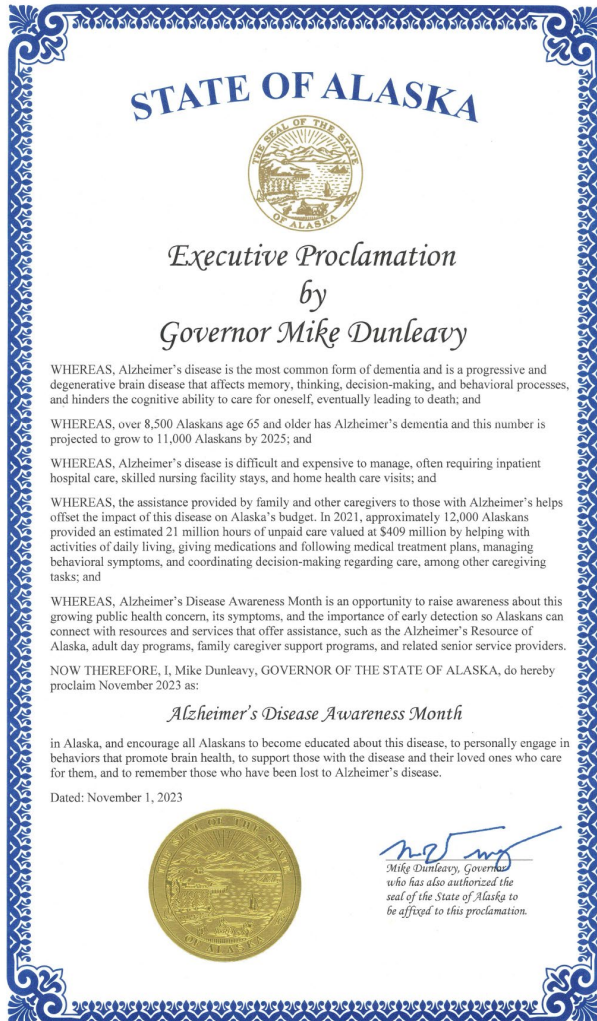 STATE OF ALASKA
THE SEAL OF THE STATE
OF ALASKA
Executive Proclamation
by
Governor Mike Dunleavy
WHEREAS, Alzheimer's disease is the most common form of dementia and is a progressive and
degenerative brain disease that affects memory, thinking, decision-making, and behavioral processes,
and hinders the cognitive ability to care for oneself, eventually leading to death; and
WHEREAS, over 8,500 Alaskans age 65 and older has Alzheimer's dementia and this number is
projected to grow to 11,000 Alaskans by 2025; and
WHEREAS, Alzheimer's disease is difficult and expensive to manage, often requiring inpatient
hospital care, skilled nursing facility stays, and home health care visits; and
WHEREAS, the assistance provided by family and other caregivers to those with Alzheimer's helps
offset the impact of this disease on Alaska's budget. In 2021, approximately 12,000 Alaskans
provided an estimated 21 million hours of unpaid care valued at $409 million by helping with
activities of daily living, giving medications and following medical treatment plans, managing
behavioral symptoms, and coordinating decision-making regarding care, among other caregiving
tasks; and
WHEREAS, Alzheimer's Disease Awareness Month is an opportunity to raise awareness about this
growing public health concern, its symptoms, and the importance of early detection so Alaskans can
connect with resources and services that offer assistance, such as the Alzheimer's Resource of
Alaska, adult day programs, family caregiver support programs, and related senior service providers.
NOW THEREFORE, I, Mike Dunleavy, GOVERNOR OF THE STATE OF ALASKA, do hereby
proclaim November 2023 as:
Alzheimer's Disease Awareness Month
in Alaska, and encourage all Alaskans to become educated about this disease, to personally engage in
behaviors that promote brain health, to support those with the disease and their loved ones who care
for them, and to remember those who have been lost to Alzheimer's disease.
Dated: November 1, 2023
THE SEAL OF THE STATE
OF ALASKA
Mike Dunleavy, Governor
who has also authorized the
seal of the State of Alaska to
be affixed to this proclamation.